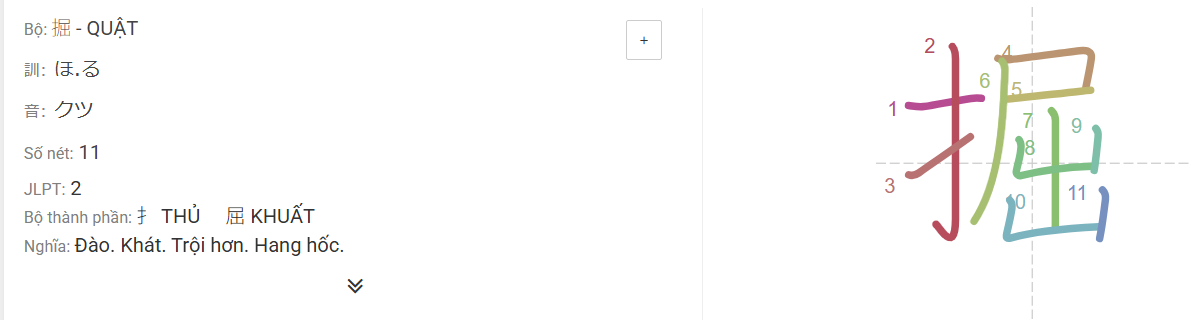 Bộ: 掘 - QUẬT
訓: ほ.る
音: クツ
Số nét: 11
JLPT: 2
Bộ thành phần: 扌 THỦ 屈 KHUẤT
Nghĩa: Đào. Khát. Trội hơn. Hang hốc.
+
掘
1
2
3
4
5
6
7
8
9
10
11